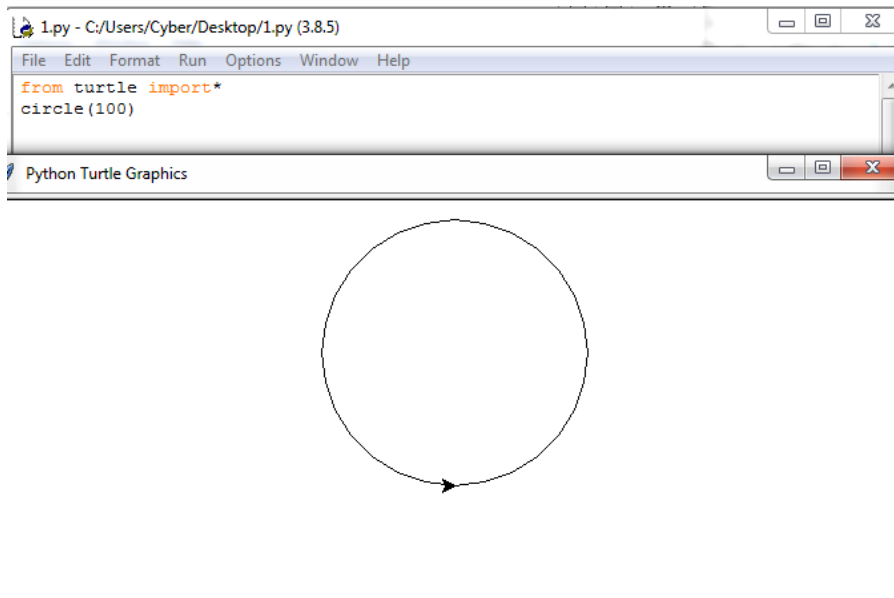 1.py - C:/Users/Cyber/Desktop/1.py (3.8.5)
File Edit Format Run Options Window Help
from turtle import*
circle(100)
Python Turtle Graphics